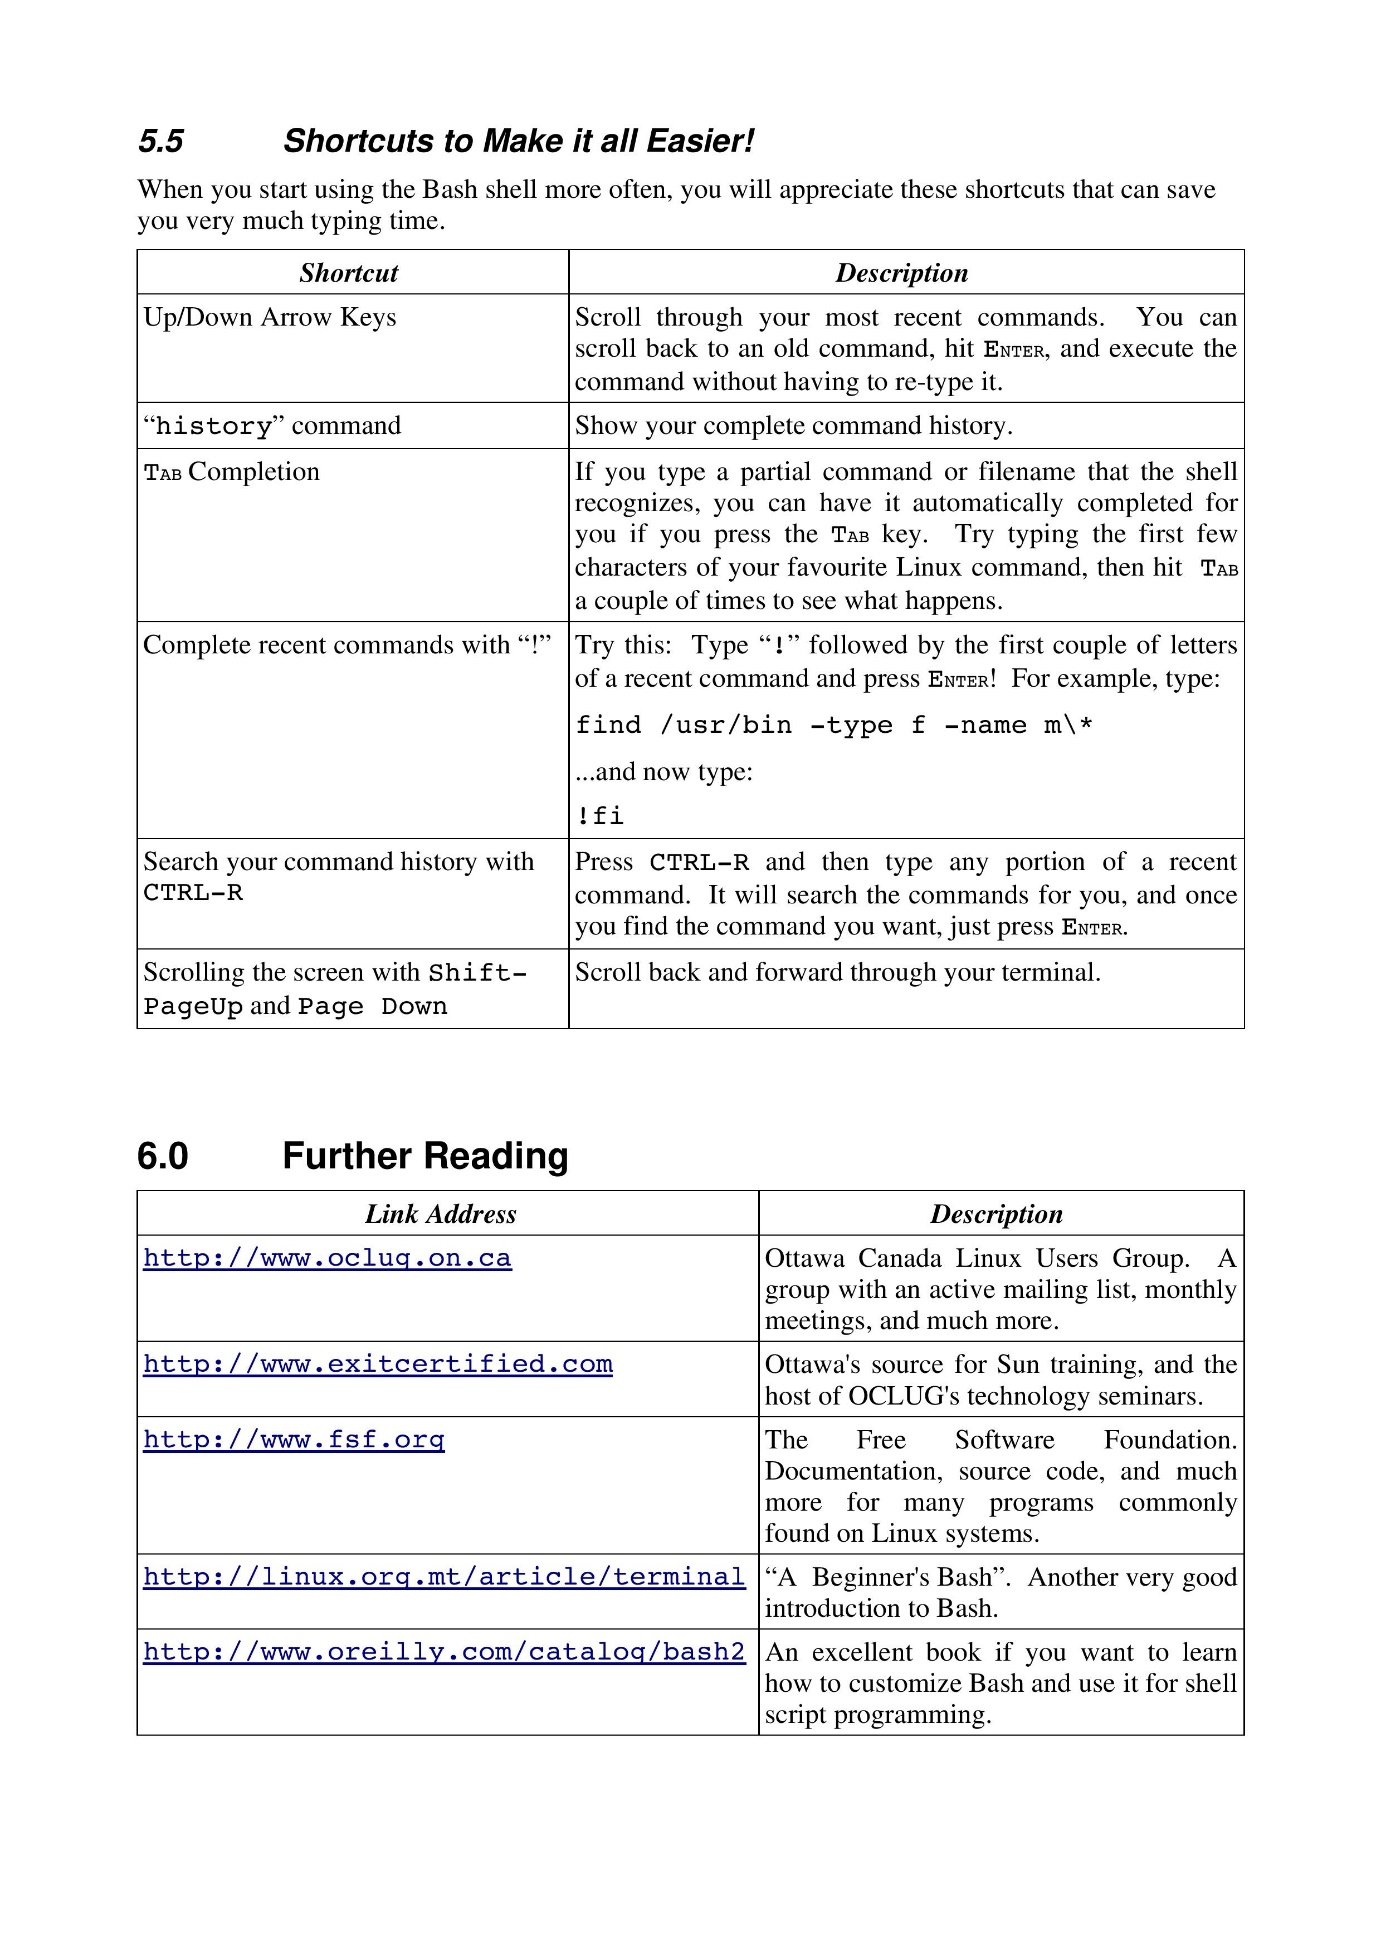 5.5 Shortcuts to Make it all Easier!
When you start using the Bash shell more often, you will appreciate these shortcuts that can save
you very much typing time.
Shortcut Description
Up/Down Arrow Keys Scroll through your most recent commands. You can
scroll back to an old command, hit ENTER, and execute the
command without having to re-type it.
“history” command Show your complete command history.
TAB Completion If you type a partial command or filename that the shell
recognizes, you can have it automatically completed for
you if you press the TAB key. Try typing the first few
characters of your favourite Linux command, then hit TAB
a couple of times to see what happens.
Complete recent commands with “!” Try this: Type “!” followed by the first couple of letters
of a recent command and press ENTER! For example, type:
find /usr/bin -type f -name m\*
...and now type:
!fi
Search your command history with Press CTRL-R and then type any portion of a recent
CTRL-R command. It will search the commands for you, and once
you find the command you want, just press ENTER.
Scrolling the screen with Shift- Scroll back and forward through your terminal.
PageUp and Page Down
6.0 Further Reading
Link Address Description
http://www.oclug.on.ca Ottawa Canada Linux Users Group. A
group with an active mailing list, monthly
meetings, and much more.
http://www.exitcertified.com Ottawa's source for Sun training, and the
host of OCLUG's technology seminars.
http://www.fsf.org The Free Software Foundation.
Documentation, source code, and much
more for many programs commonly
found on Linux systems.
http://linux.org.mt/article/terminal “A Beginner's Bash”. Another very good
introduction to Bash.
http://www.oreilly.com/catalog/bash2 An excellent book if you want to learn
how to customize Bash and use it for shell
script programming.